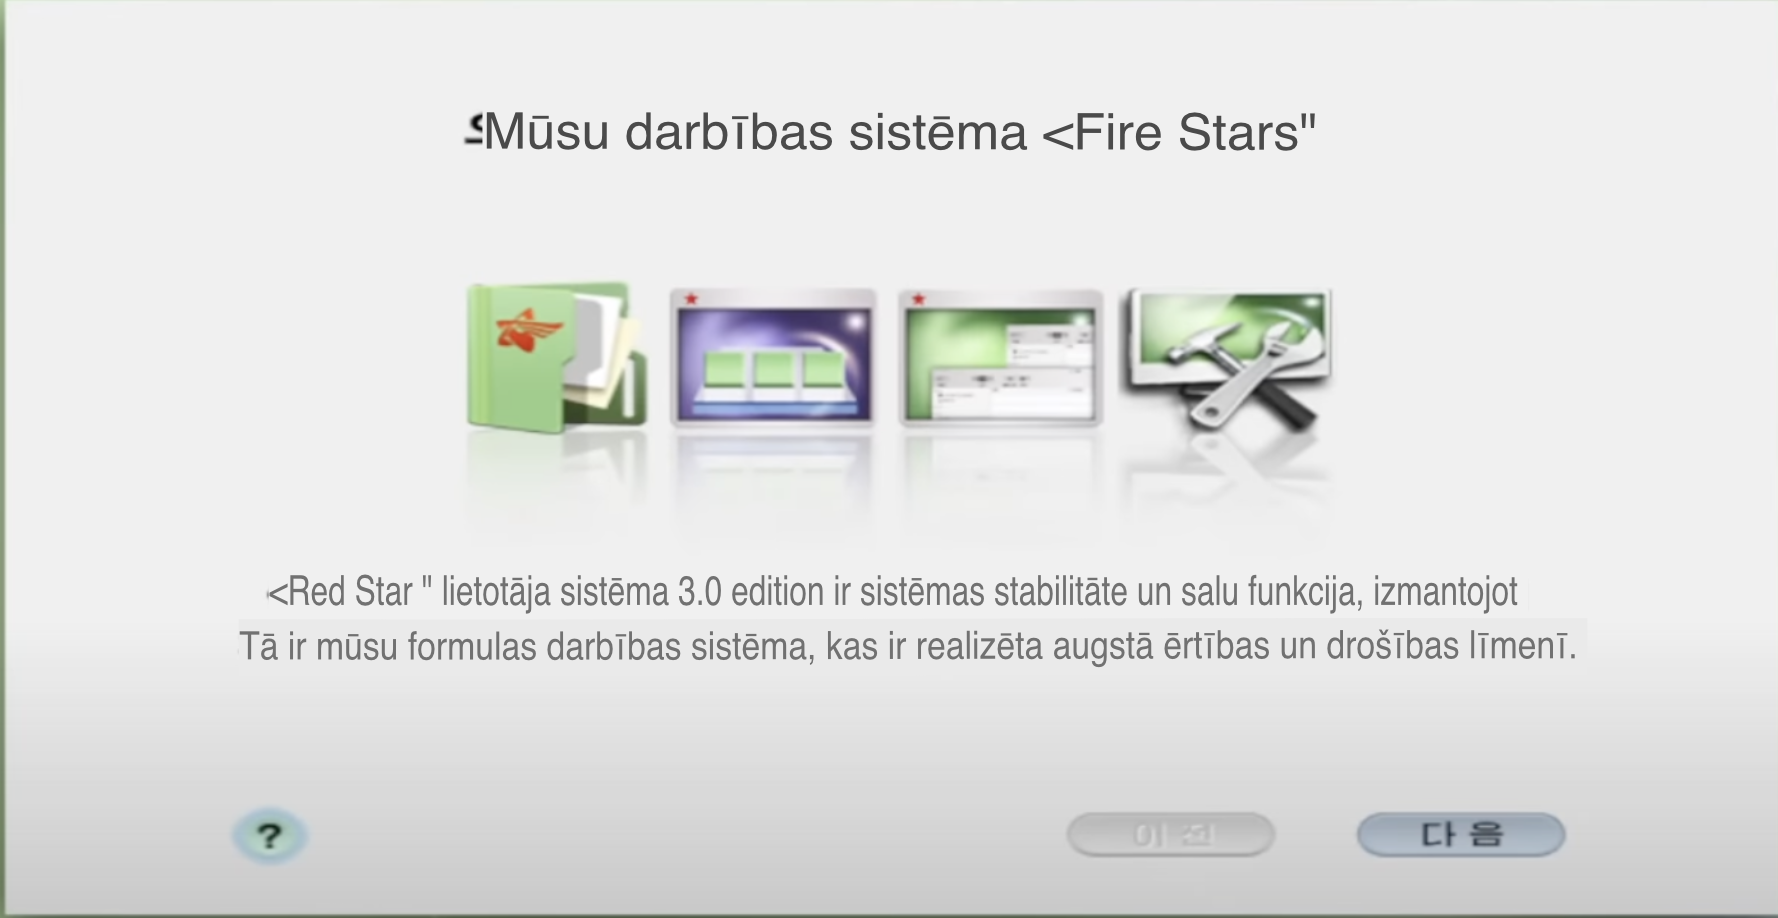 Mūsu darbības sistēma <Fire Stars"
<Red Star " lietotāja sistēma 3.0 edition ir sistēmas stabilitāte un salu funkcija, izmantojot
Tā ir mūsu formulas darbības sistēma, kas ir realizēta augstā ērtības un drošības līmenī.
?
이전
다음